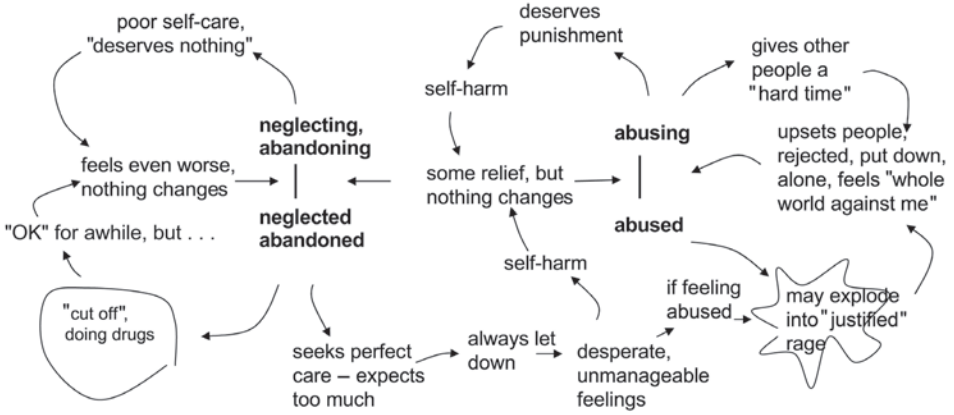 poor self-care,
"deserves nothing"
deserves
punishment
gives other
people a
"hard time"
self-harm
neglecting,
abandoning
abusing
upsets people,
rejected, put down,
alone, feels "whole
world against me"
feels even worse,
nothing changes
some relief, but
nothing changes
neglected
abandoned
abused
"OK" for awhile, but . . .
self-harm
if feeling
abused
may explode
into "justified"
rage
"cut off",
doing drugs
seeks perfect
care – expects
too much
always let
down
desperate,
unmanageable
feelings